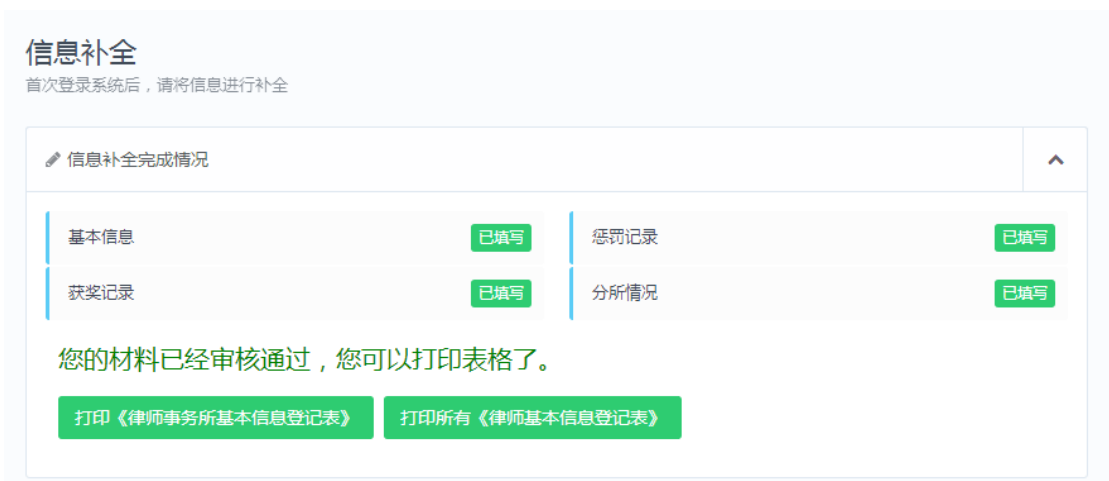 信息补全
首次登录系统后，请将信息进行补全
信息补全完成情况
基本信息 已填写 惩罚记录 已填写
获奖记录 已填写 分所情况 已填写
您的材料已经审核通过，您可以打印表格了。
打印《律师事务所基本信息登记表》 打印所有《律师基本信息登记表》